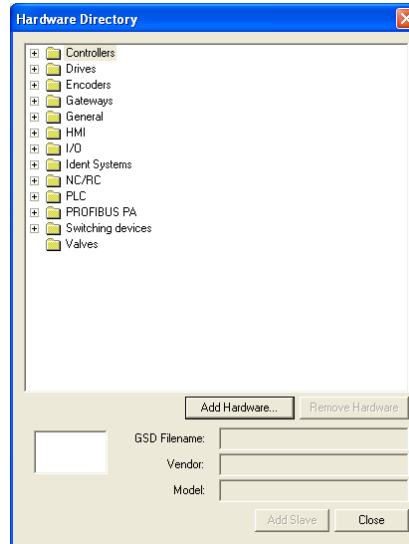 Hardware Directory
Controllers
Drives
Encoders
Gateways
General
HMI
I/O
Ident Systems
NC/RC
PLC
PROFIBUS PA
Switching devices
Valves
Add Hardware... Remove Hardware
GSD Filename:
Vendor:
Model:
Add Slave Close